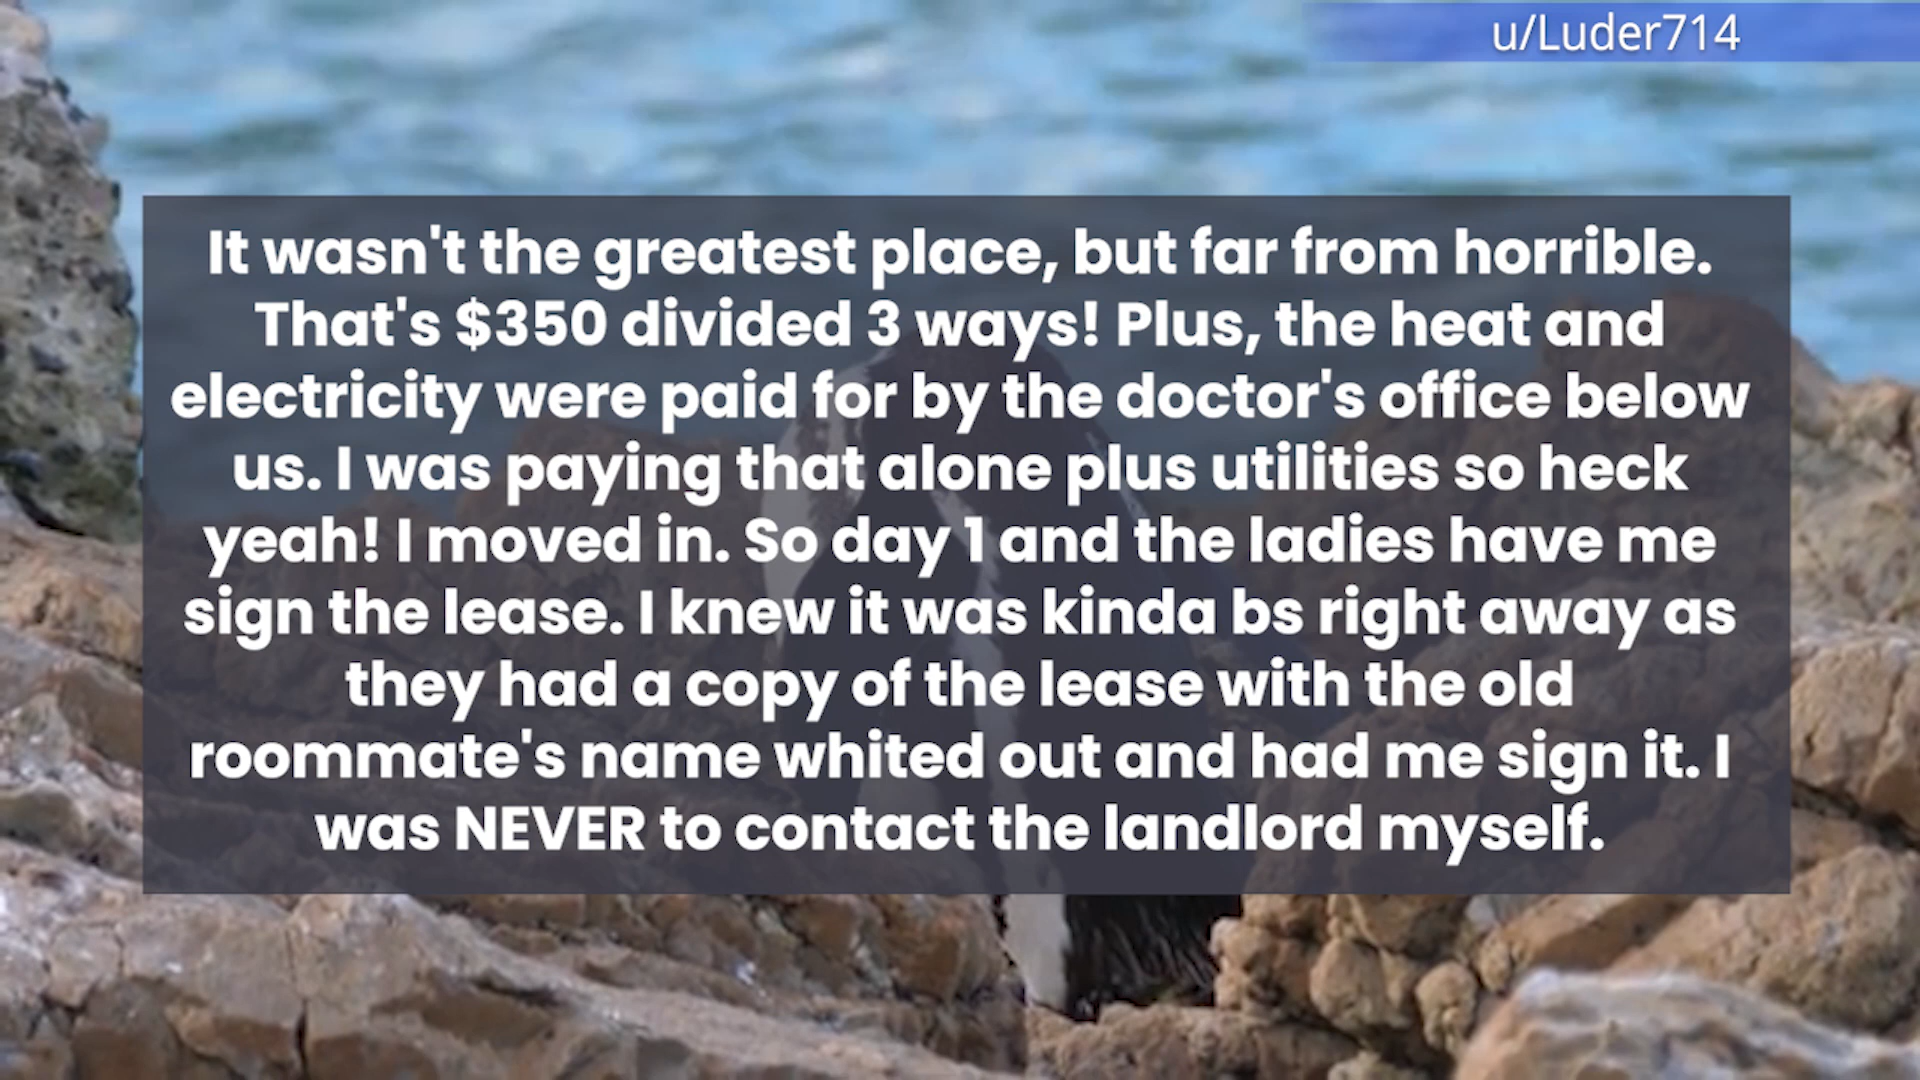 u/Luder714
It wasn't the greatest place, but far from horrible.
That's $350 divided 3 ways! Plus, the heat and
electricity were paid for by the doctor's office below
us. I was paying that alone plus utilities so heck
yeah! I moved in. So day 1 and the ladies have me
sign the lease. I knew it was kinda bs right away as
they had a copy of the lease with the old
roommate's name whited out and had me sign it. I
was NEVER to contact the landlord myself.